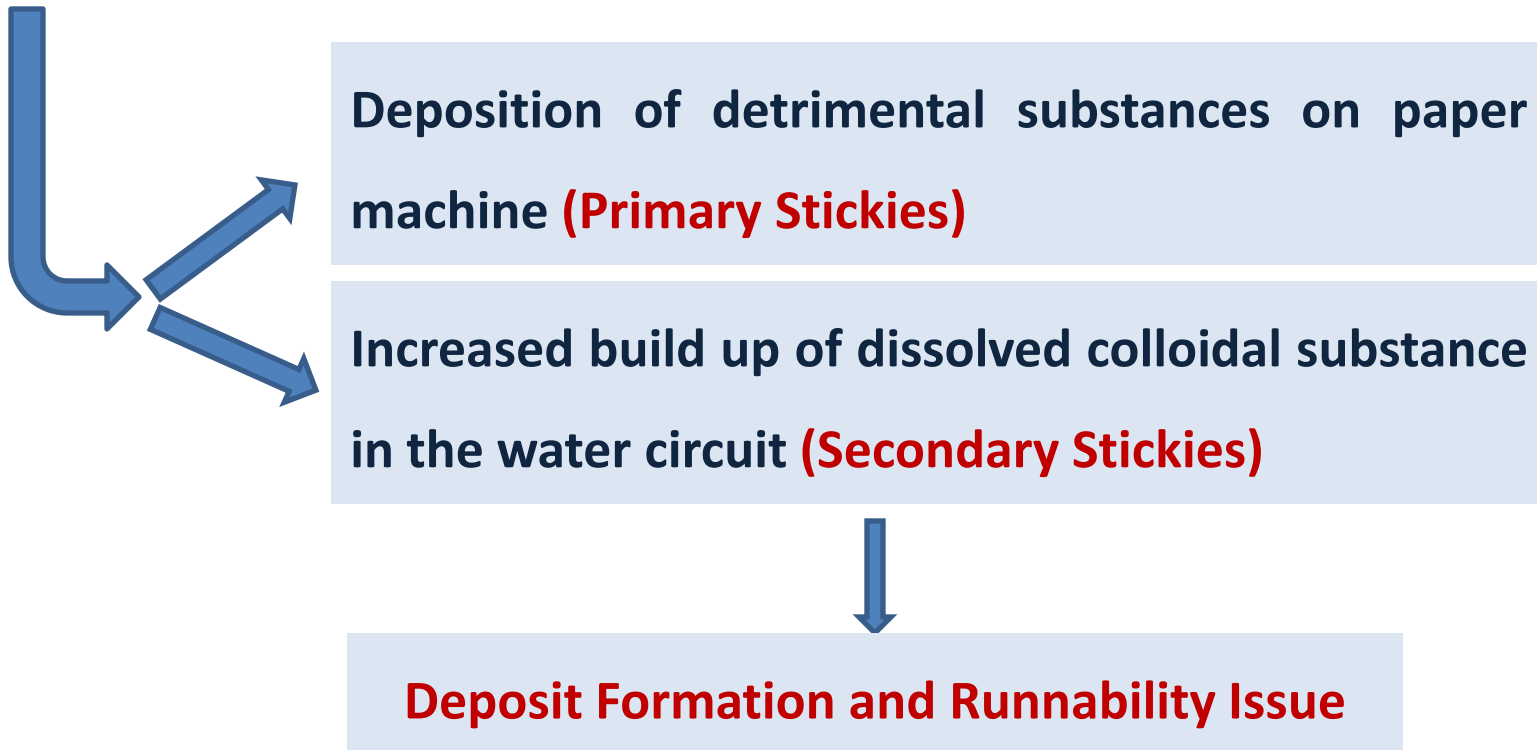 Deposition of detrimental substances on paper
machine (Primary Stickies)
Increased build up of dissolved colloidal substance
in the water circuit (Secondary Stickies)
Deposit Formation and Runnability Issue